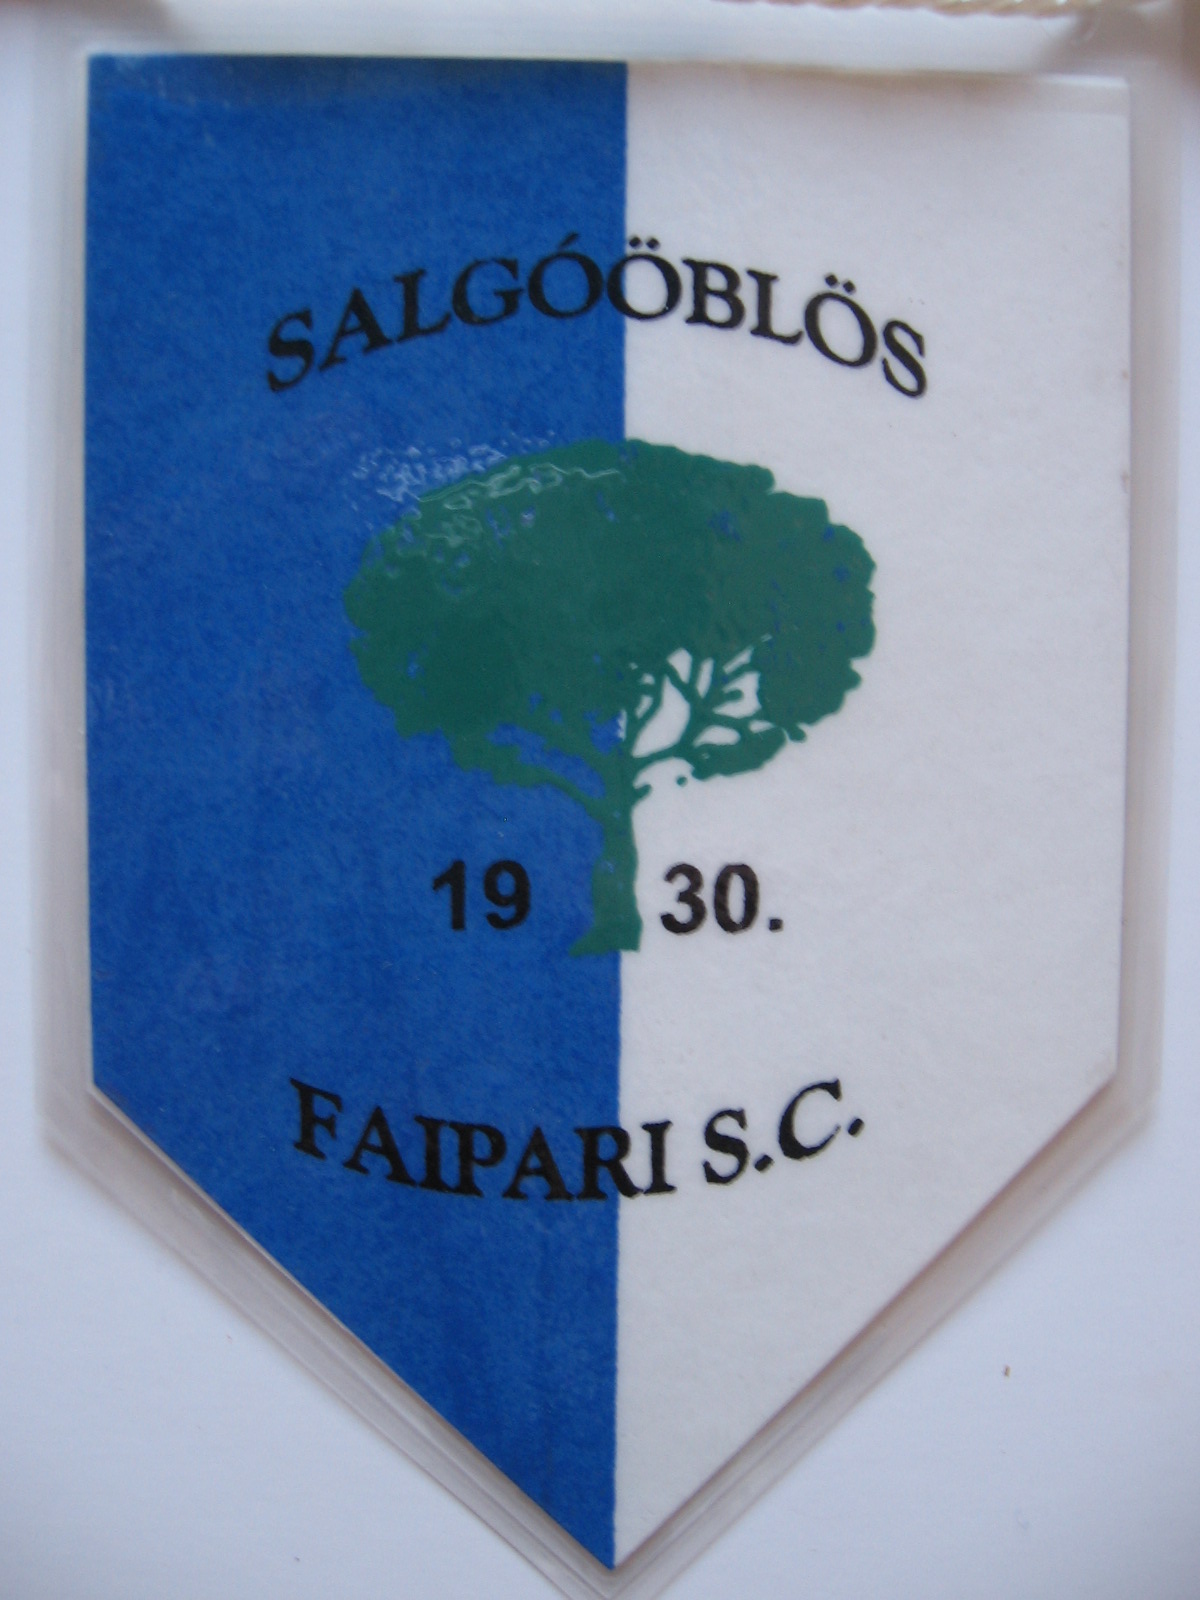 SALGÓÖBLÖS
19 30.
FAIPARI S.C.